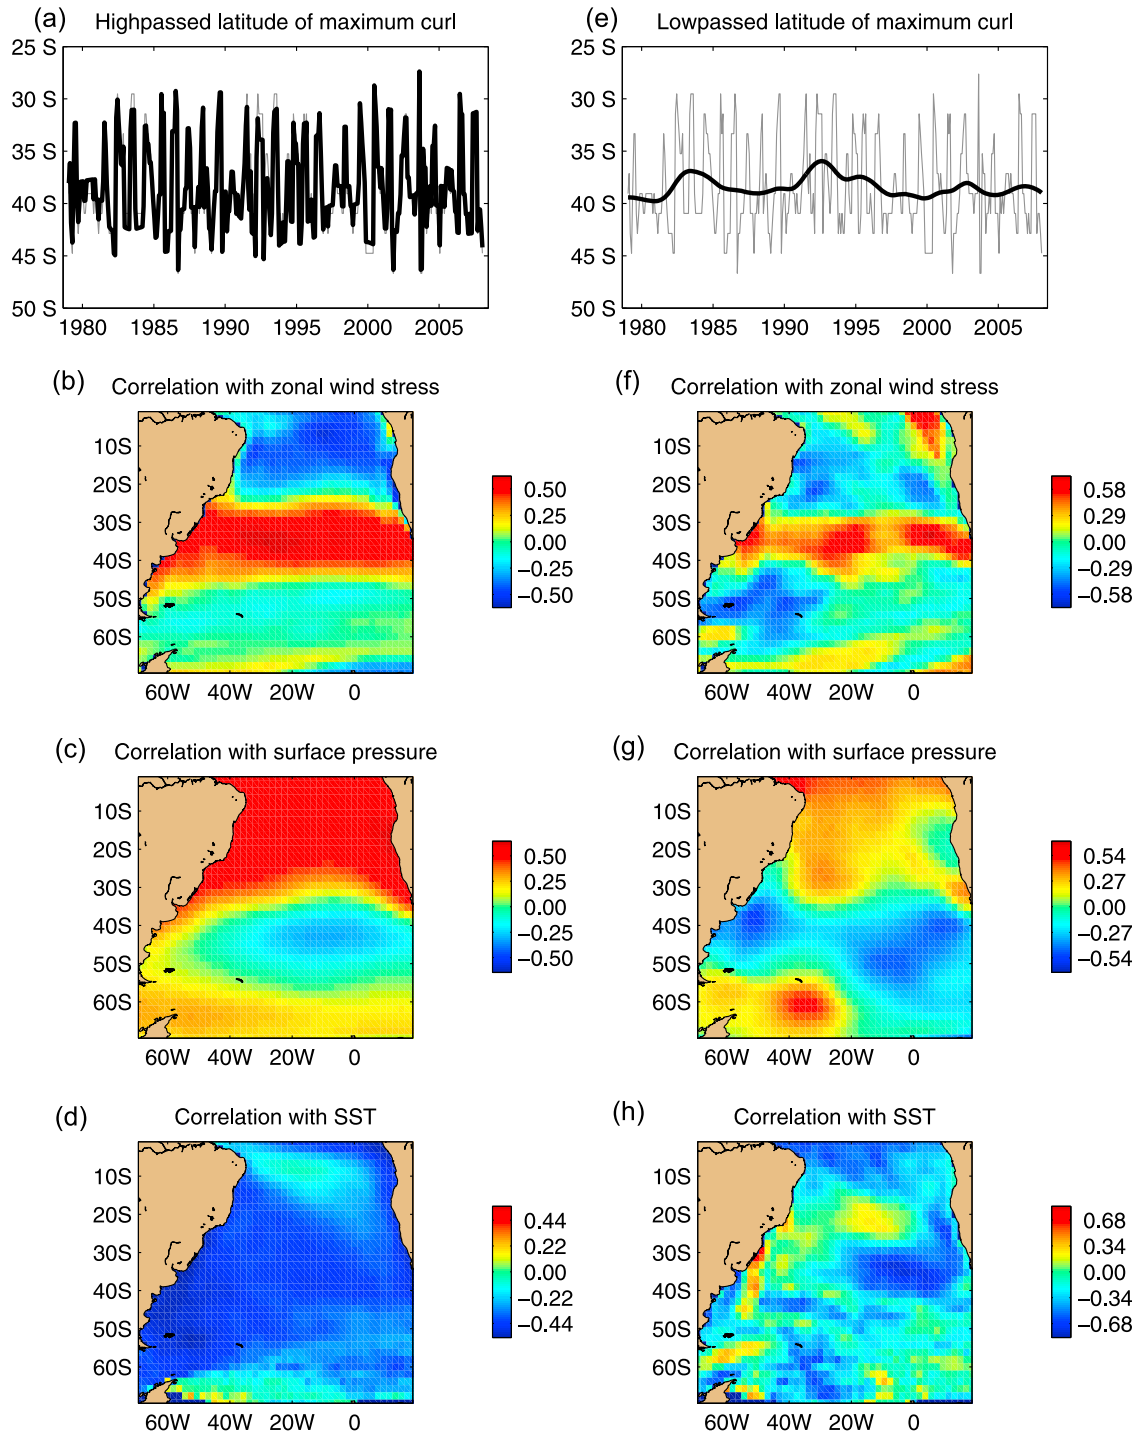 (a) Highpassed latitude of maximum curl
25 S
30 S
35 S
40 S
45 S
50 S
1980 1985 1990 1995 2000 2005
(e) Lowpassed latitude of maximum curl
25 S
30 S
35 S
40 S
45 S
50 S
1980 1985 1990 1995 2000 2005
(b) Correlation with zonal wind stress
10S
20S
30S
40S
50S
60S
60W 40W 20W 0
0.50
0.25
0.00
−0.25
−0.50
(f) Correlation with zonal wind stress
10S
20S
30S
40S
50S
60S
60W 40W 20W 0
0.58
0.29
0.00
−0.29
−0.58
(c) Correlation with surface pressure
10S
20S
30S
40S
50S
60S
60W 40W 20W 0
0.50
0.25
0.00
−0.25
−0.50
(g) Correlation with surface pressure
10S
20S
30S
40S
50S
60S
60W 40W 20W 0
0.54
0.27
0.00
−0.27
−0.54
(d) Correlation with SST
10S
20S
30S
40S
50S
60S
60W 40W 20W 0
0.44
0.22
0.00
−0.22
−0.44
(h) Correlation with SST
10S
20S
30S
40S
50S
60S
60W 40W 20W 0
0.68
0.34
0.00
−0.34
−0.68